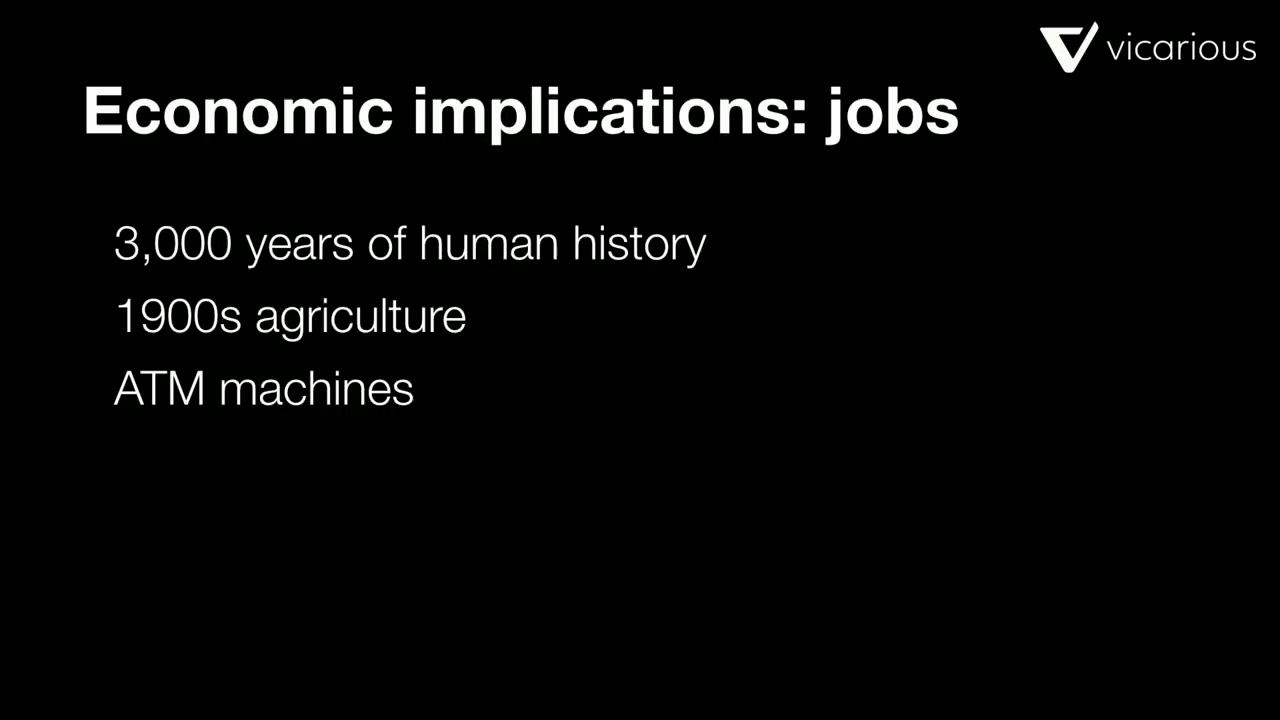 vicarious
Economic implications: jobs
3,000 years of human history
1900s agriculture
ATM machines